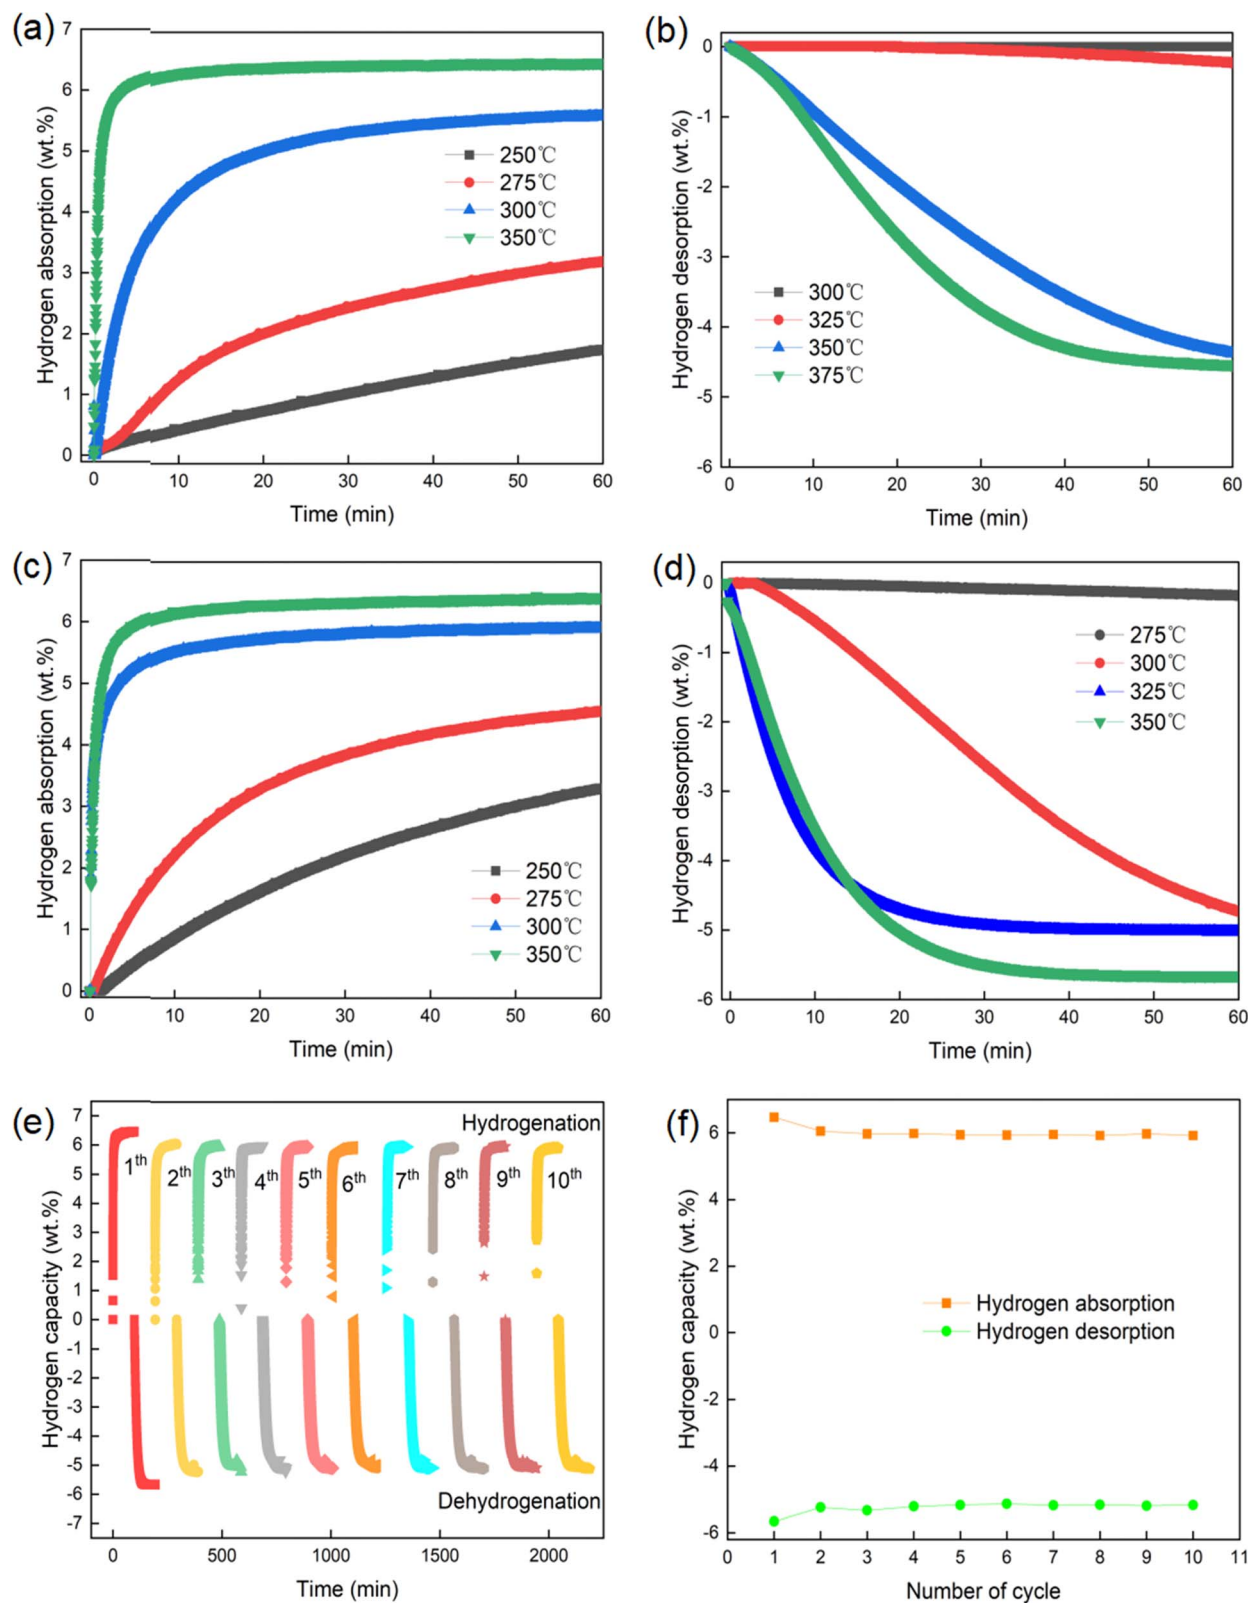 (a)
7
6
5
4
3
2
1
0
Hydrogen absorption (wt.%)
250℃
275℃
300℃
350℃
0 10 20 30 40 50 60
Time (min)
(b)
0
-1
-2
-3
-4
-5
-6
Hydrogen desorption (wt.%)
300℃
325℃
350℃
375℃
0 10 20 30 40 50 60
Time (min)
(c)
7
6
5
4
3
2
1
0
Hydrogen absorption (wt.%)
250℃
275℃
300℃
350℃
0 10 20 30 40 50 60
Time (min)
(d)
0
-1
-2
-3
-4
-5
-6
Hydrogen desorption (wt.%)
275℃
300℃
325℃
350℃
0 10 20 30 40 50 60
Time (min)
(e)
7
6
5
4
3
2
1
0
-1
-2
-3
-4
-5
-6
-7
Hydrogen capacity (wt.%)
Hydrogenation
1th 2th 3th 4th 5th 6th 7th 8th 9th 10th
Dehydrogenation
0 500 1000 1500 2000
Time (min)
(f)
6
4
2
0
-2
-4
-6
Hydrogen capacity (wt.%)
Hydrogen absorption
Hydrogen desorption
0 1 2 3 4 5 6 7 8 9 10 11
Number of cycle